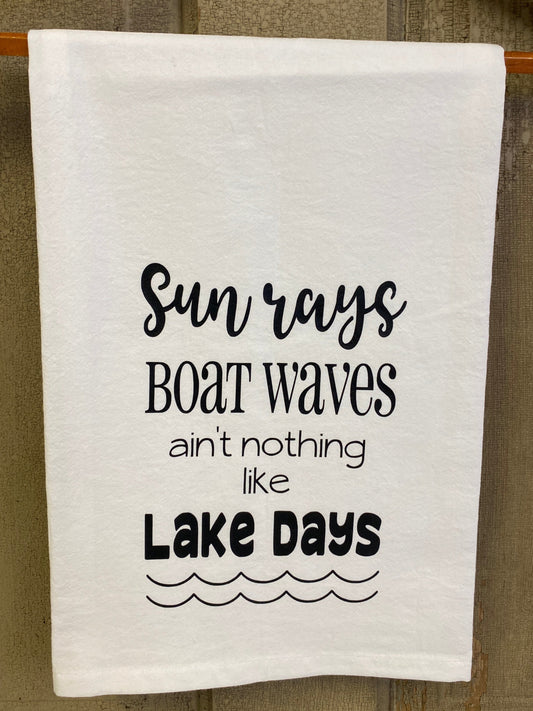 Sun rays
Boat waves
ain't nothing
like
Lake Days